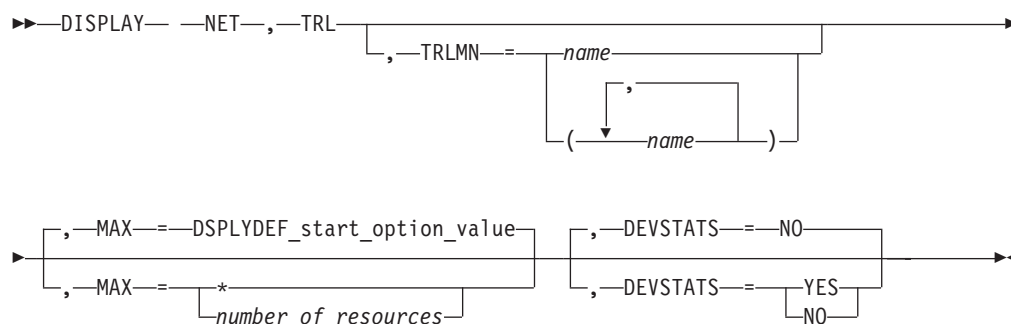 DISPLAY NET , TRL
, TRLMN = name
,
( name )
, MAX = DSPLYDEF_start_option_value , DEVSTATS = NO
, MAX = * , DEVSTATS = YES
number of resources NO